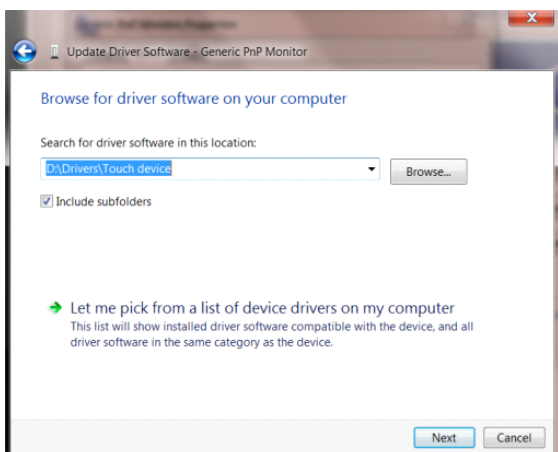 Update Driver Software - Generic PnP Monitor
Browse for driver software on your computer
Search for driver software in this location:
D:\Drivers\Touch device
Browse...
Include subfolders
Let me pick from a list of device drivers on my computer
This list will show installed driver software compatible with the device, and all
driver software in the same category as the device.
Next Cancel